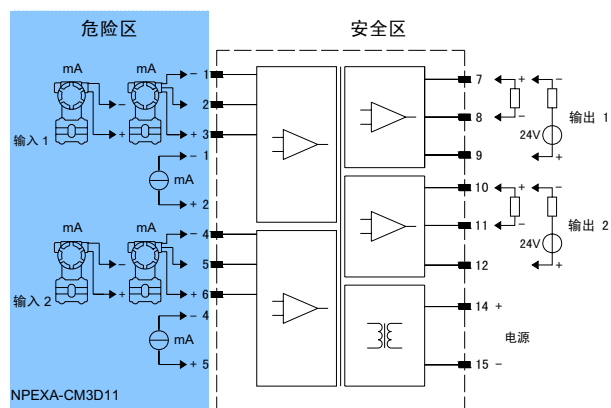 危险区
安全区
mA
mA
− 1
− 2
− +
+ 3
输入 1
− 1
mA
+ 2
mA
mA
− 4
− 5
+ + 6
输入 2
− 4
mA
+ 5
NPEXA-CM3D11
7 + −
8 −
24V
输出 1
9 +
10 + −
11 −
24V
输出 2
12 +
14 +
电源
15 −